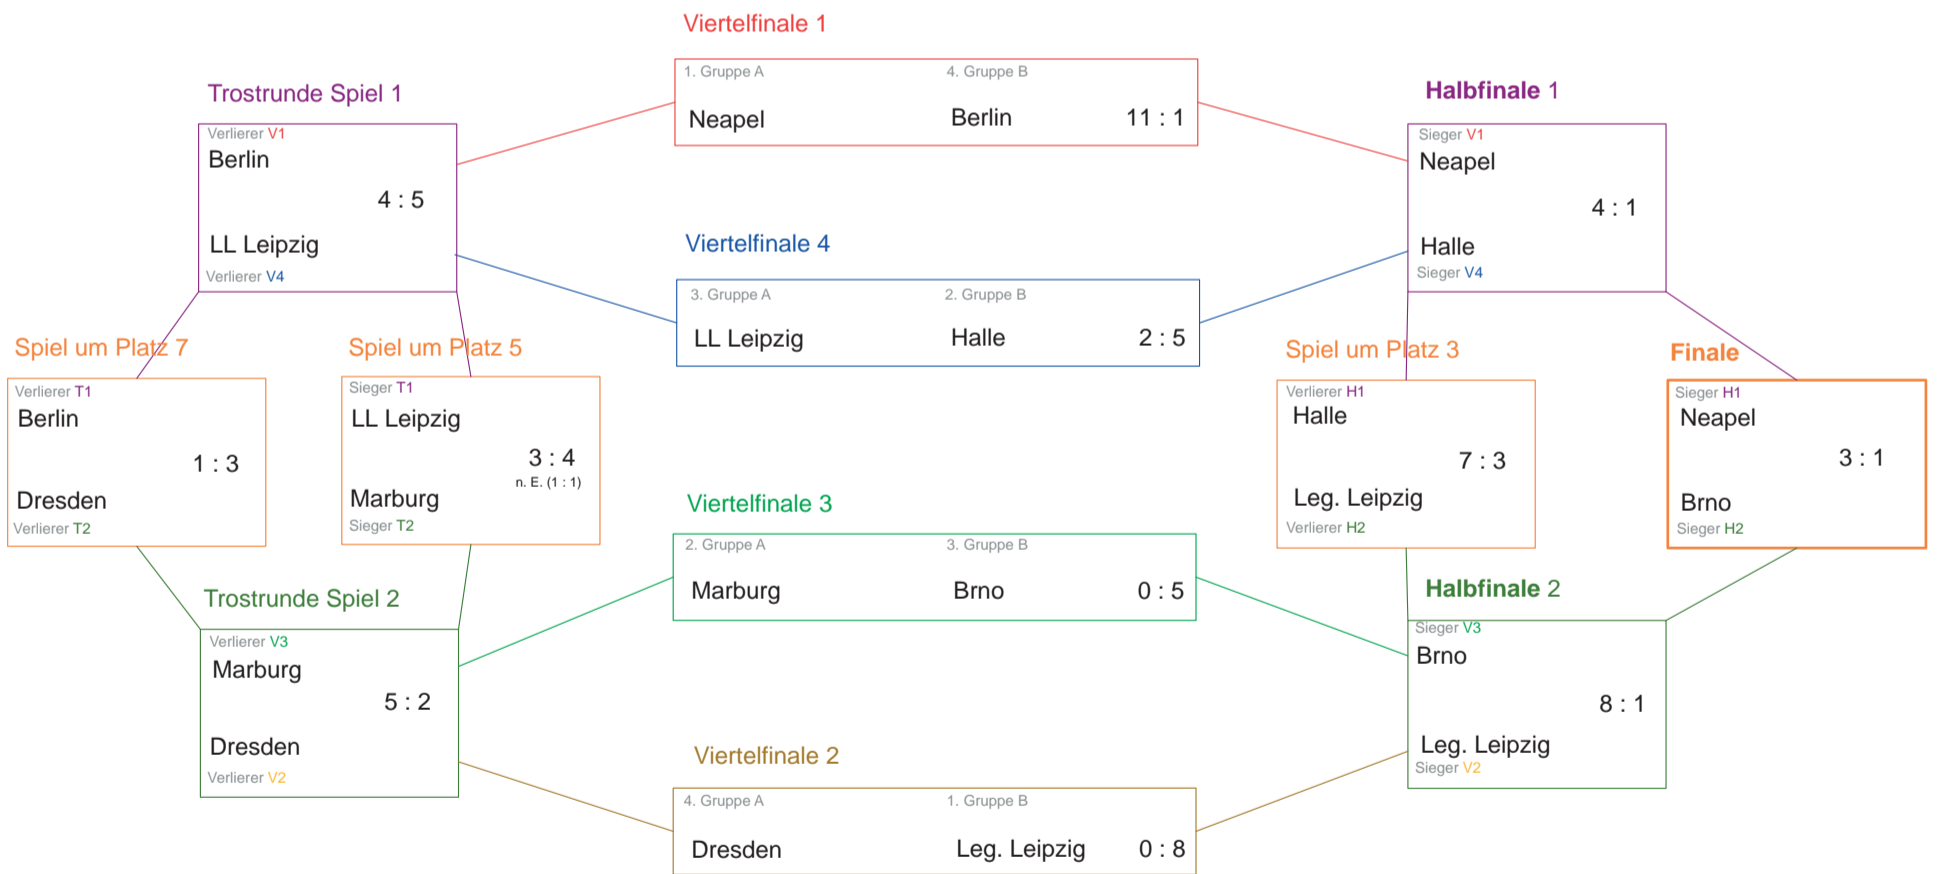 Viertelfinale 1
1. Gruppe A 4. Gruppe B
Neapel Berlin 11 : 1
Trostrunde Spiel 1
Verlierer V1
Berlin
4 : 5
LL Leipzig
Verlierer V4
Halbfinale 1
Sieger V1
Neapel
4 : 1
Halle
Sieger V4
Viertelfinale 4
3. Gruppe A 2. Gruppe B
LL Leipzig Halle 2 : 5
Spiel um Platz 7
Verlierer T1
Berlin
1 : 3
Dresden
Verlierer T2
Spiel um Platz 5
Sieger T1
LL Leipzig
3 : 4
n. E. (1 : 1)
Marburg
Sieger T2
Spiel um Platz 3
Verlierer H1
Halle
7 : 3
Leg. Leipzig
Verlierer H2
Finale
Sieger H1
Neapel
3 : 1
Brno
Sieger H2
Viertelfinale 3
2. Gruppe A 3. Gruppe B
Marburg Brno 0 : 5
Trostrunde Spiel 2
Verlierer V3
Marburg
5 : 2
Dresden
Verlierer V2
Halbfinale 2
Sieger V3
Brno
8 : 1
Leg. Leipzig
Sieger V2
Viertelfinale 2
4. Gruppe A 1. Gruppe B
Dresden Leg. Leipzig 0 : 8